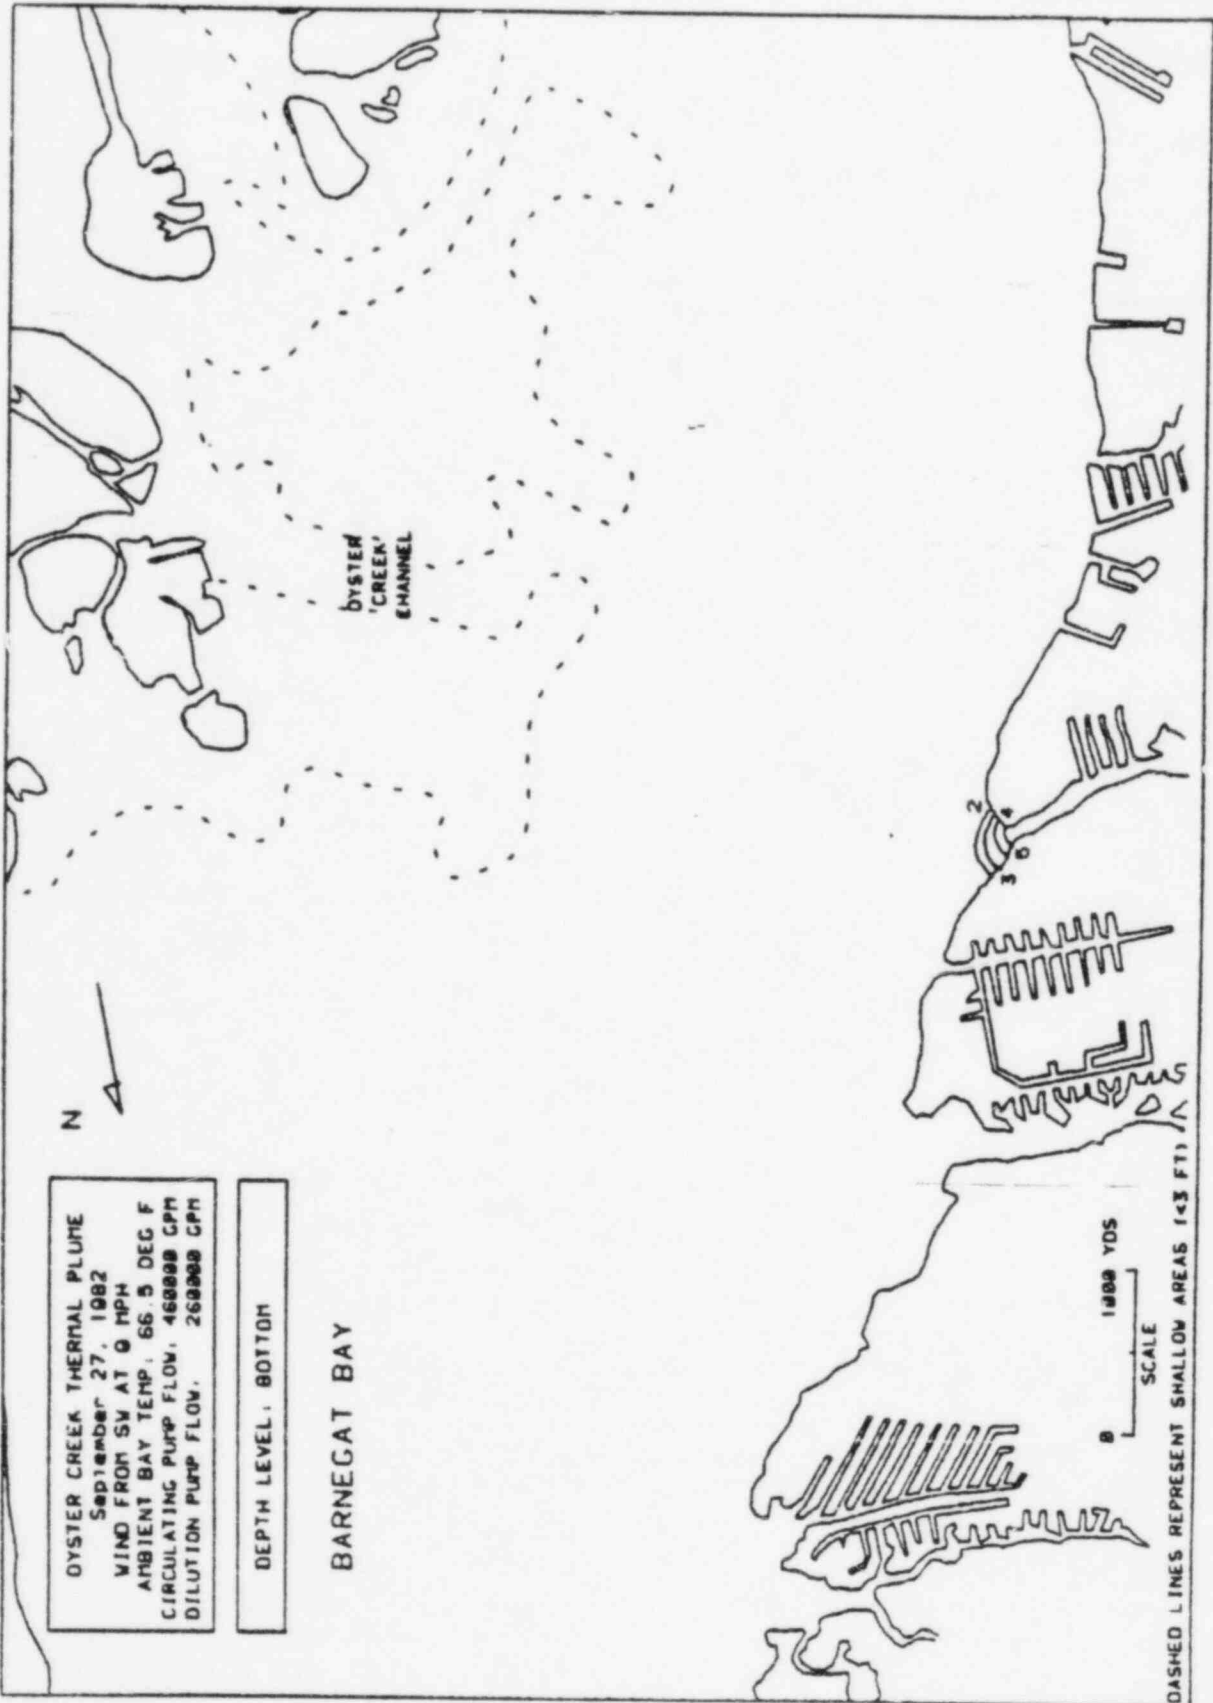 OYSTER CREEK THERMAL PLUME
September 27, 1982
WIND FROM SW AT 9 MPH
AMBIENT BAY TEMP: 66.5 DEG F
CIRCULATING PUMP FLOW: 460000 GPM
DILUTION PUMP FLOW: 260000 GPM
N
DEPTH LEVEL: BOTTOM
BARNEGAT BAY
OYSTER
CREEK
CHANNEL
2
3
4
6
0 1000 YDS
SCALE
DASHED LINES REPRESENT SHALLOW AREAS (<3 FT)